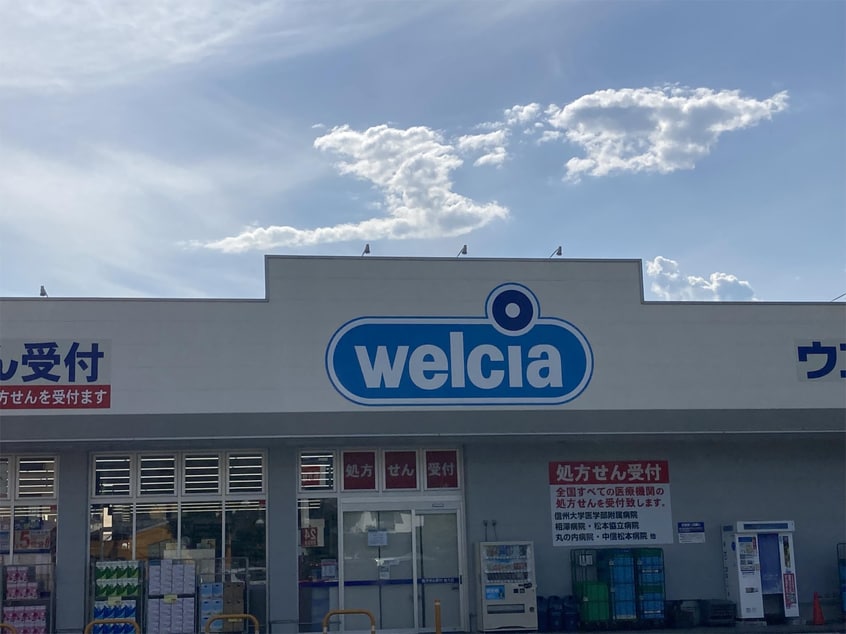 ん受付
方せんを受付ます
welcia
ウエ
処方 せん 受付
処方せん受付
全国すべての医療機関の
処方せんを受付致します。
信州大学医学部附属病院
相澤病院・松本協立病院
丸の内病院・中信松本病院 他
24